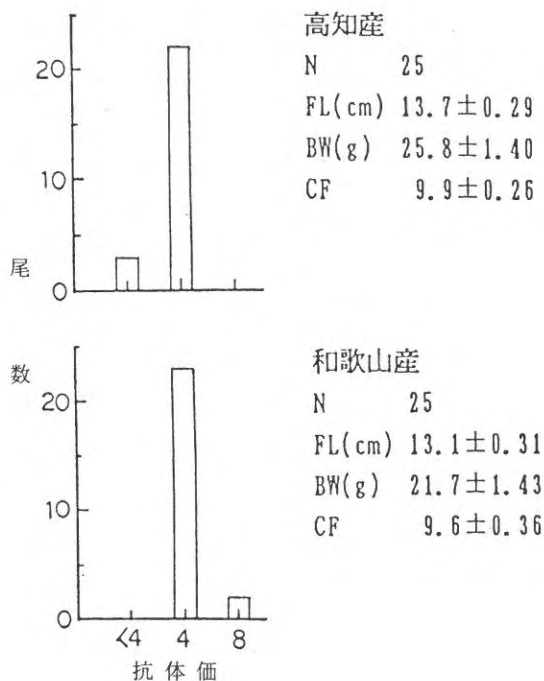 高知産
N 25
FL(cm) 13.7±0.29
BW(g) 25.8±1.40
CF 9.9±0.26
20
10
0
尾
数
和歌山産
N 25
FL(cm) 13.1±0.31
BW(g) 21.7±1.43
CF 9.6±0.36
20
10
0
<4 4 8
抗体価